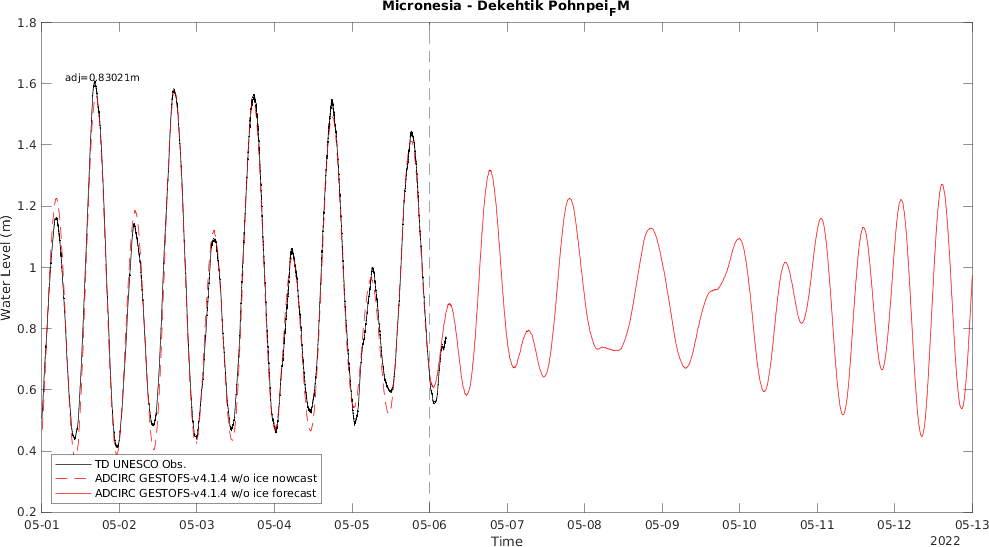 Micronesia - Dekehtik Pohnpei_FM
adj=0.83021m
Water Level (m)
1.8
1.6
1.4
1.2
1
0.8
0.6
0.4
0.2
TD UNESCO Obs.
ADCIRC GESTOFS-v4.1.4 w/o ice nowcast
ADCIRC GESTOFS-v4.1.4 w/o ice forecast
05-01 05-02 05-03 05-04 05-05 05-06 05-07 05-08 05-09 05-10 05-11 05-12 05-13
Time
2022